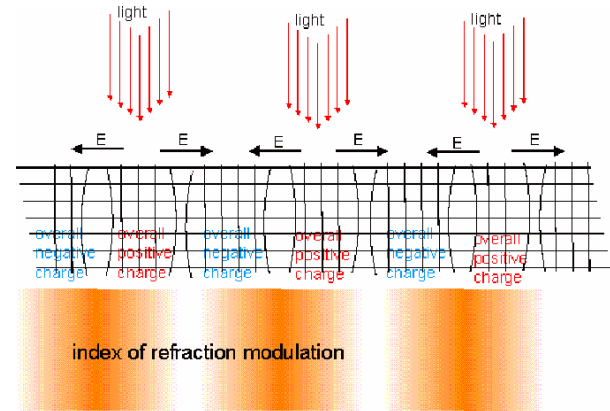 light
light
light
E
E
E
E
E
E
overall
negative
charge
overall
positive
charge
overall
negative
charge
overall
positive
charge
overall
negative
charge
overall
positive
charge
index of refraction modulation